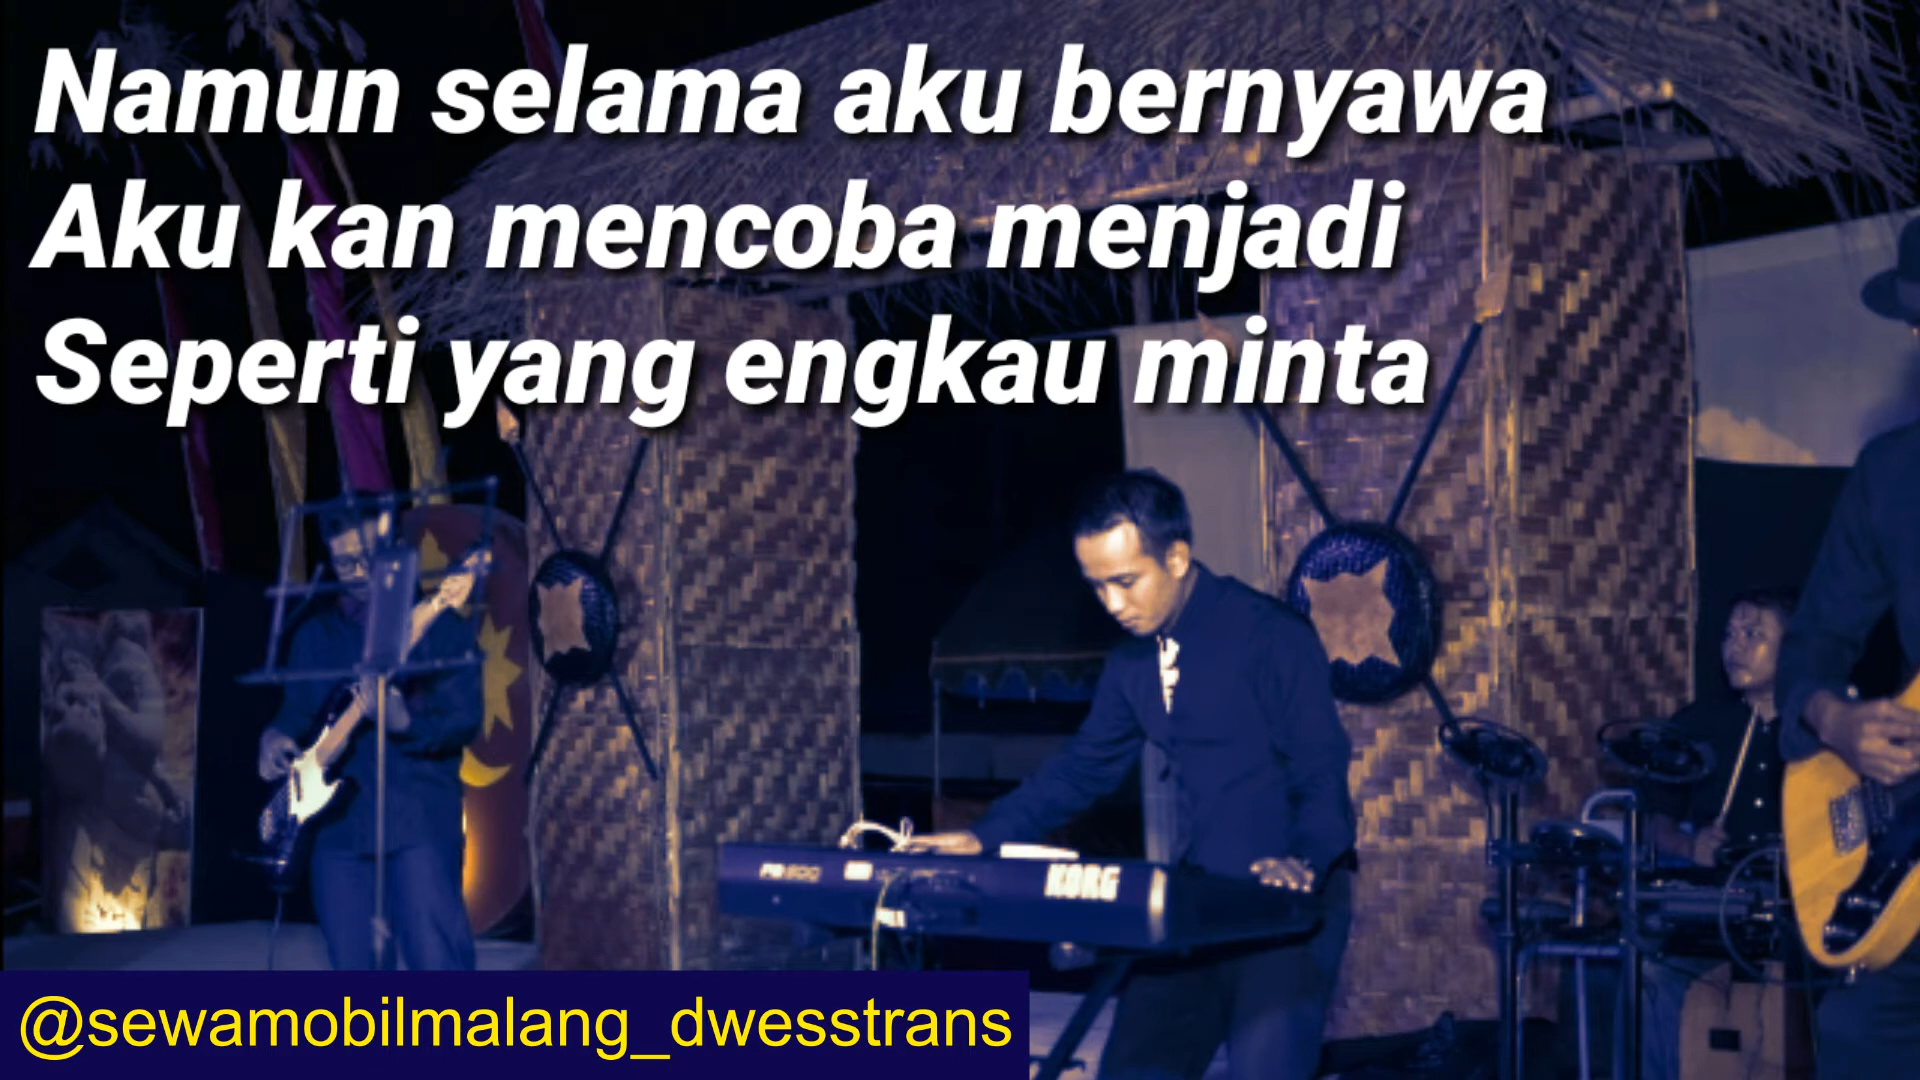 Namun selama aku bernyawa
Aku kan mencoba menjadi
Seperti yang engkau minta
KORG
@sewamobilmalang_dwesstrans